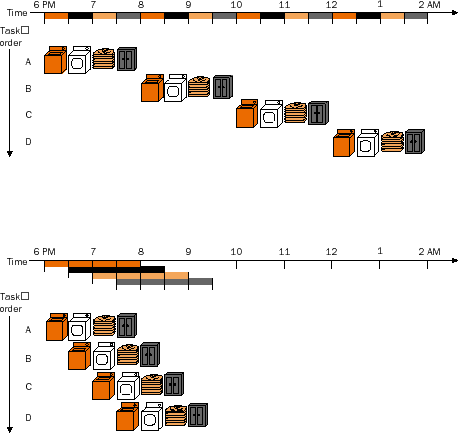 6 PM 7 8 9 10 11 12 1 2 AM
Time
Task□
order
A
B
C
D
6 PM 7 8 9 10 11 12 1 2 AM
Time
Task□
order
A
B
C
D